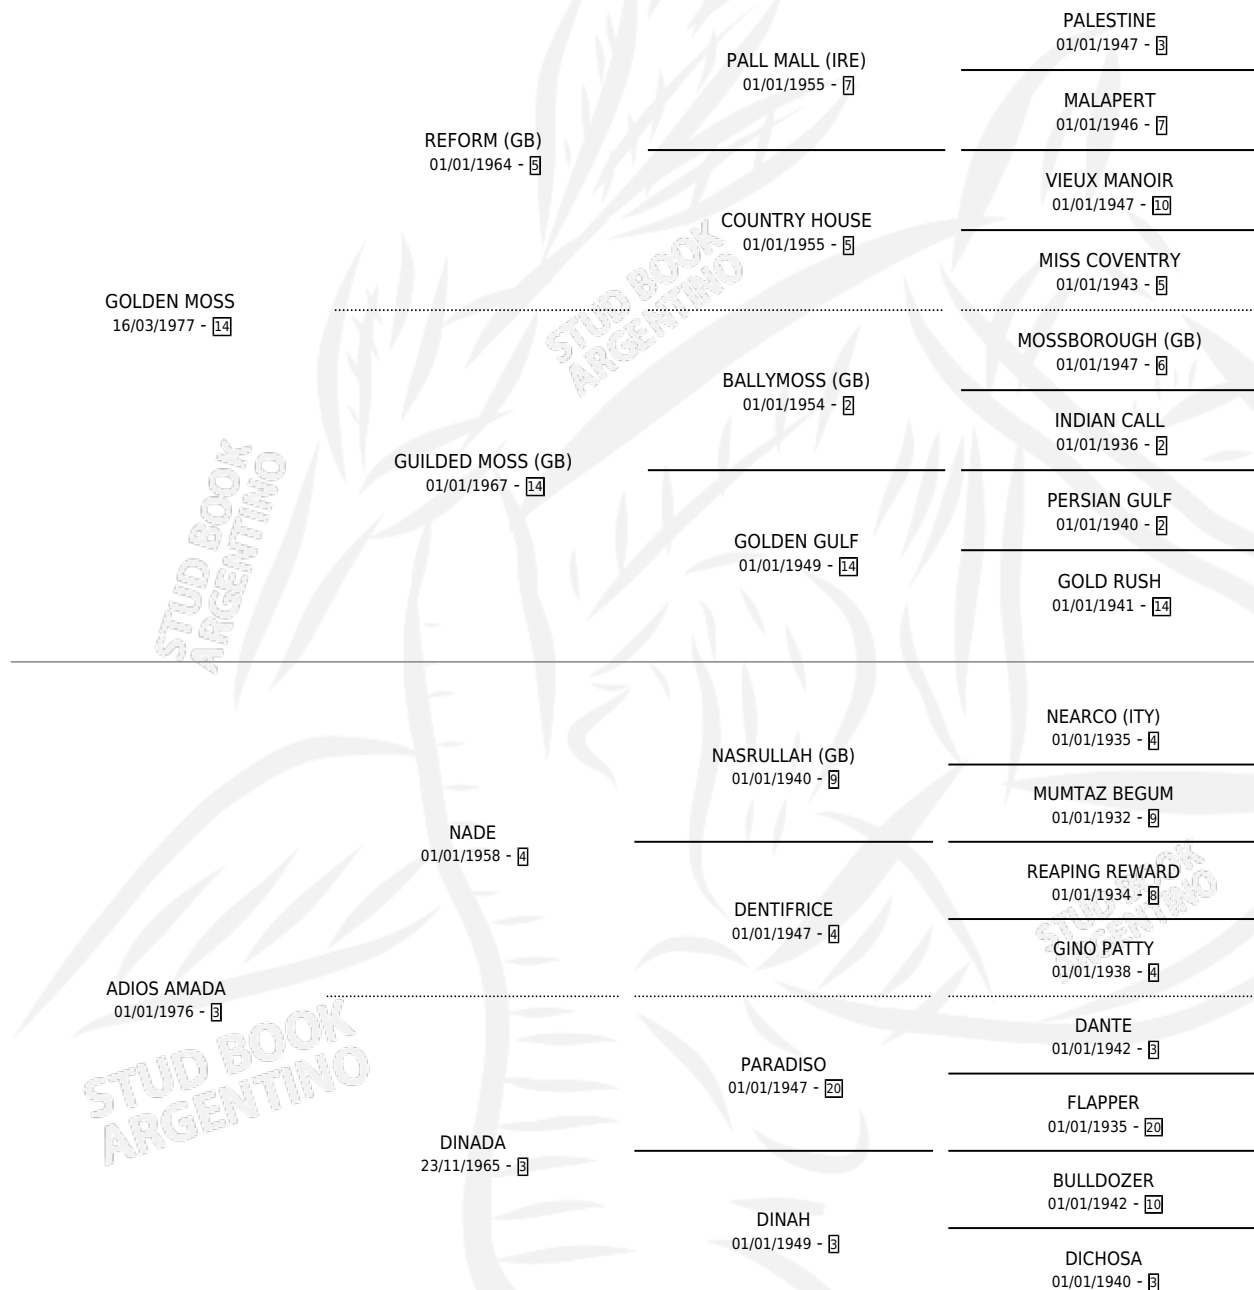 GOLDEN MOSS
16/03/1977 - 14
REFORM (GB)
01/01/1964 - 5
GUILDED MOSS (GB)
01/01/1967 - 14
PALL MALL (IRE)
01/01/1955 - 7
COUNTRY HOUSE
01/01/1955 - 5
BALLYMOSS (GB)
01/01/1954 - 2
GOLDEN GULF
01/01/1949 - 14
PALESTINE
01/01/1947 - 3
MALAPERT
01/01/1946 - 7
VIEUX MANOIR
01/01/1947 - 10
MISS COVENTRY
01/01/1943 - 5
MOSSBOROUGH (GB)
01/01/1947 - 6
INDIAN CALL
01/01/1936 - 2
PERSIAN GULF
01/01/1940 - 2
GOLD RUSH
01/01/1941 - 14
ADIOS AMADA
01/01/1976 - 3
NADE
01/01/1958 - 4
DINADA
23/11/1965 - 3
NASRULLAH (GB)
01/01/1940 - 9
DENTIFRICE
01/01/1947 - 4
PARADISO
01/01/1947 - 20
DINAH
01/01/1949 - 3
NEARCO (ITY)
01/01/1935 - 4
MUMTAZ BEGUM
01/01/1932 - 9
REAPING REWARD
01/01/1934 - 8
GINO PATTY
01/01/1938 - 4
DANTE
01/01/1942 - 3
FLAPPER
01/01/1935 - 20
BULLDOZER
01/01/1942 - 10
DICHOSA
01/01/1940 - 3
STUD BOOK
ARGENTINO
STUD BOOK
ARGENTINO
STUD BOOK
ARGENTINO
STUD BOOK
ARGENTINO